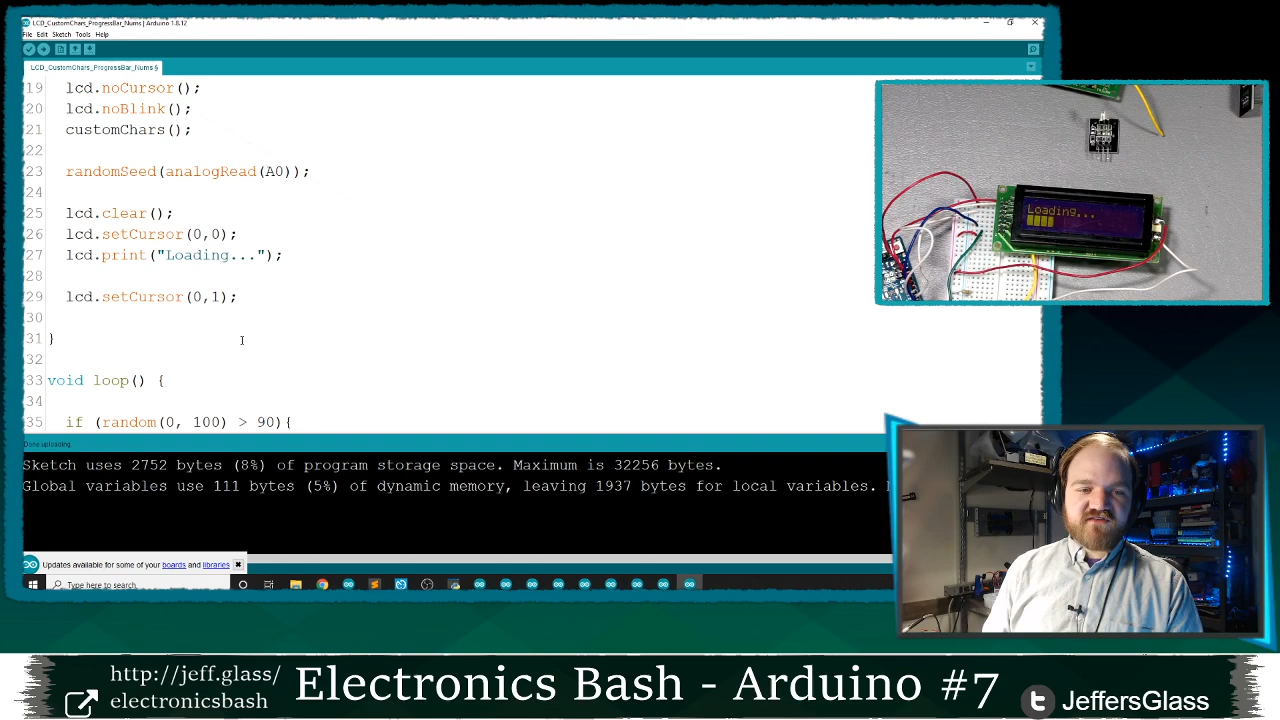 LCD_CustomChars_ProgressBar_Nums | Arduino 1.8.12
File Edit Sketch Tools Help
LCD_CustomChars_ProgressBar_Nums §
19 lcd.noCursor();
20 lcd.noBlink();
21 customChars();
22
23 randomSeed(analogRead(A0));
24
25 lcd.clear();
26 lcd.setCursor(0,0);
27 lcd.print("Loading...");
28
29 lcd.setCursor(0,1);
30
31 }
32
33 void loop() {
34
35 if (random(0, 100) > 90){
Loading...
Done uploading.
Sketch uses 2752 bytes (8%) of program storage space. Maximum is 32256 bytes.
Global variables use 111 bytes (5%) of dynamic memory, leaving 1937 bytes for local variables.
Updates available for some of your boards and libraries
Type here to search
http://jeff.glass/
electronicsbash
Electronics Bash - Arduino #7
JeffersGlass